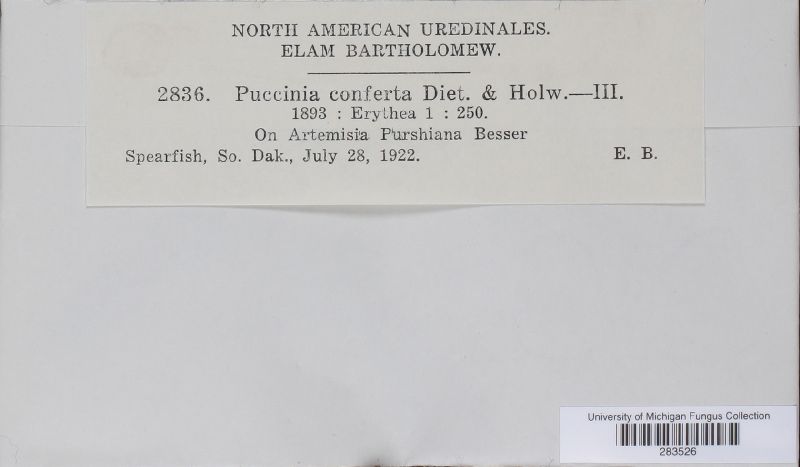 NORTH AMERICAN UREDINALES.
ELAM BARTHOLOMEW.
2836. Puccinia conferta Diet. & Holw.—III.
1893 : Erythea 1 : 250.
On Artemisia Purshiana Besser
Spearfish, So. Dak., July 28, 1922. E. B.
University of Michigan Fungus Collection
283526